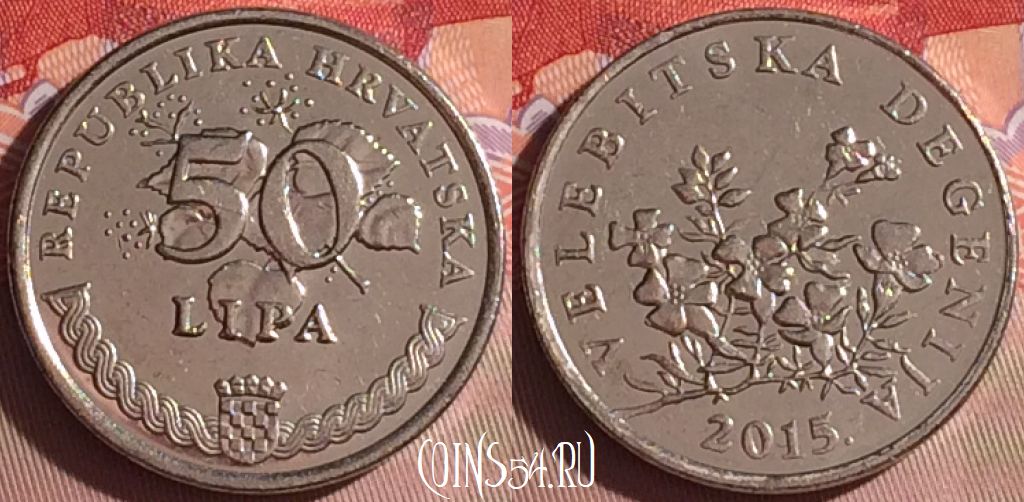 REPUBLIKA HRVATSKA
50
LIPA
VELEBITSKA DEGENIJA
2015.
COINS54.RU